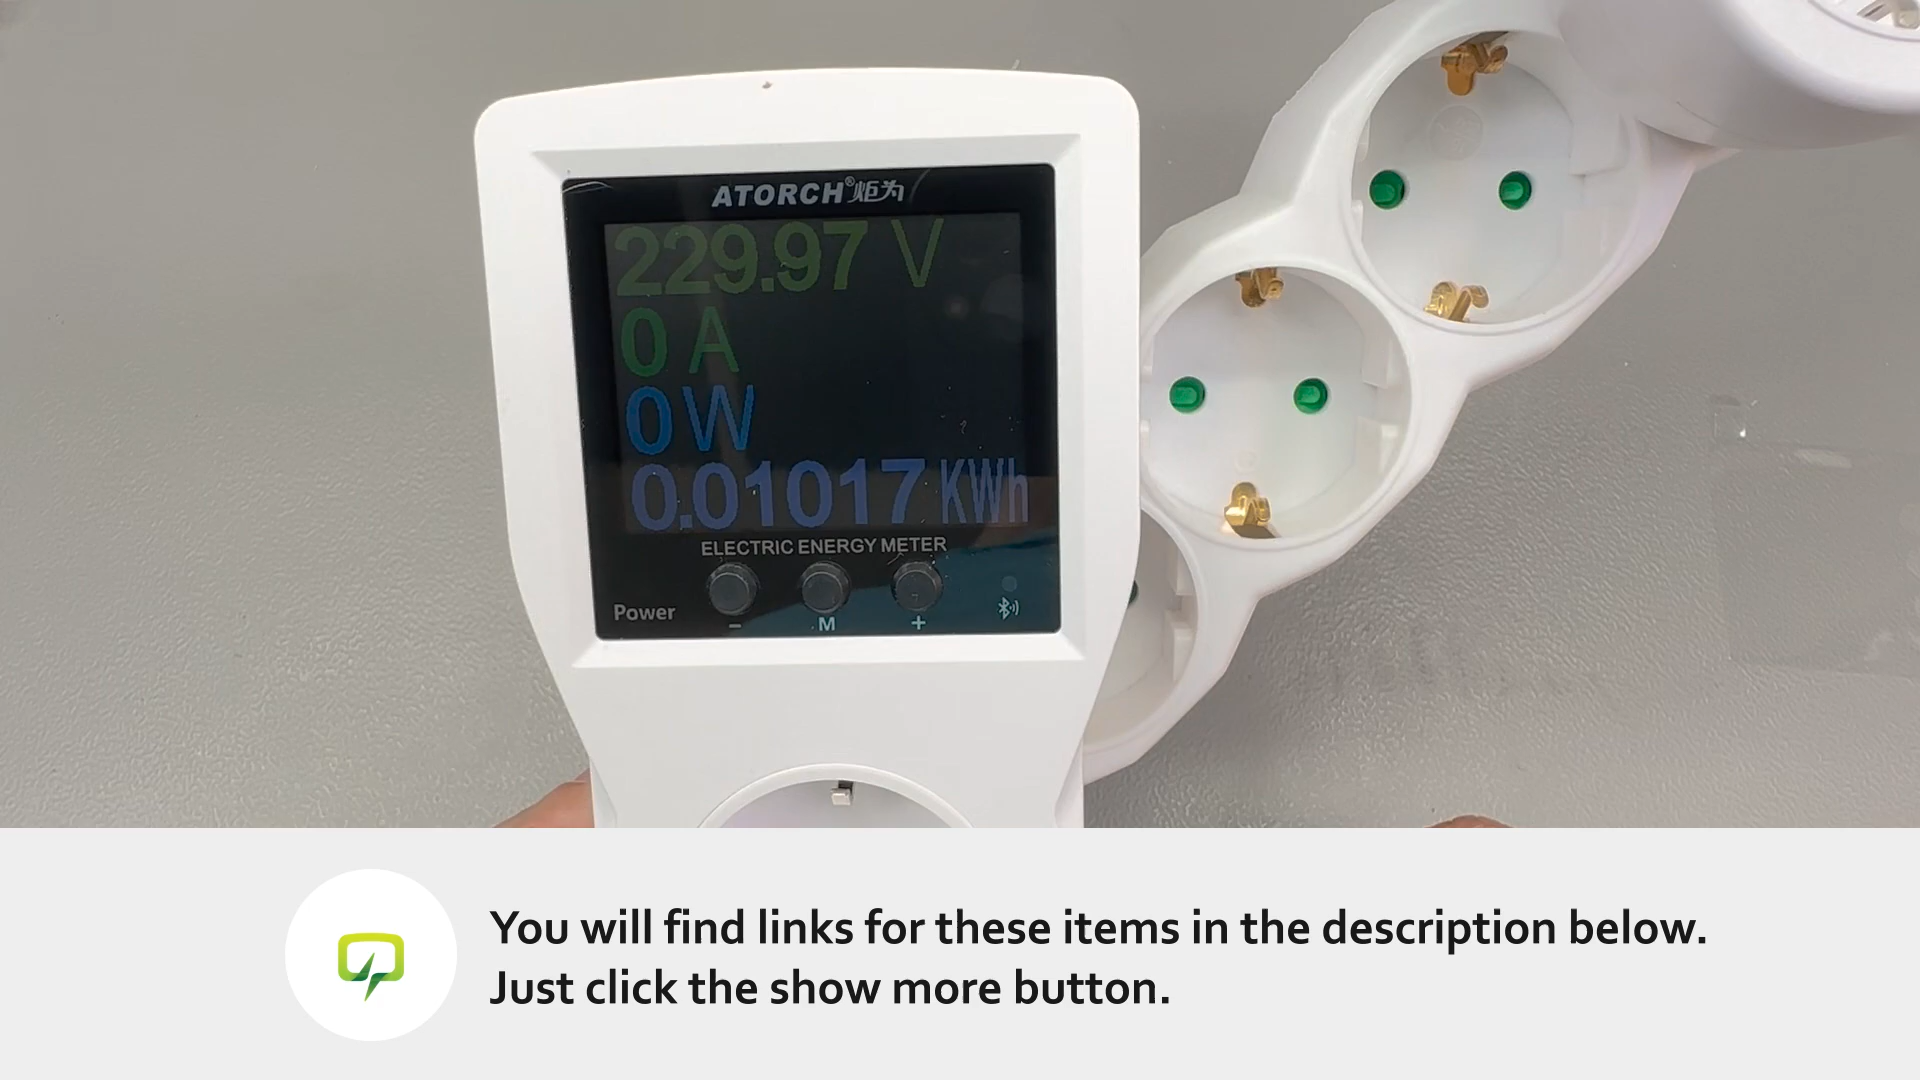 ATORCH®炬为
229.97 V
0 A
0 W
0.01017 KWh
ELECTRIC ENERGY METER
Power
- M +
You will find links for these items in the description below.
Just click the show more button.